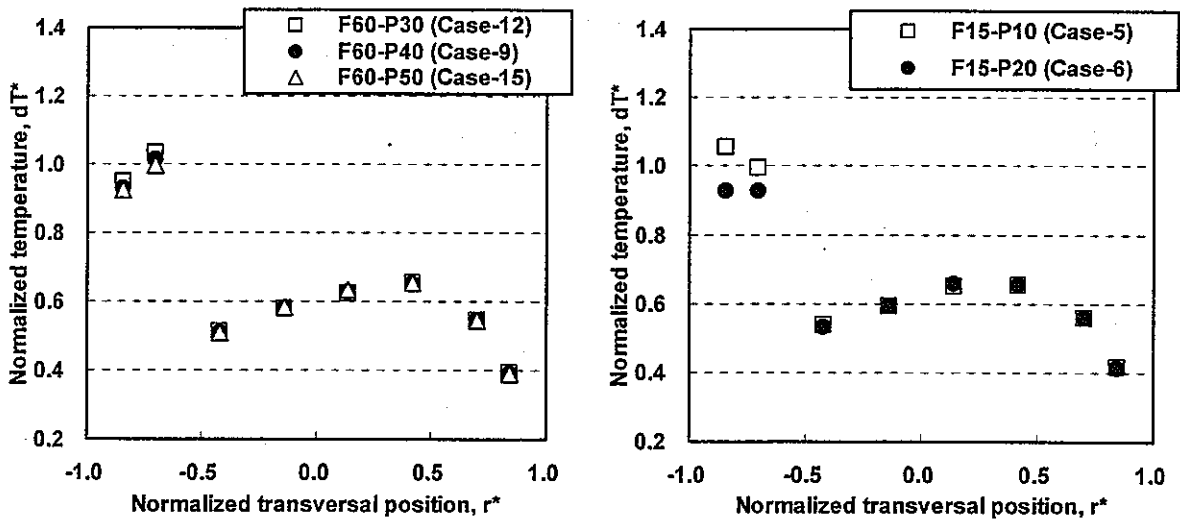 F60-P30 (Case-12)
F60-P40 (Case-9)
F60-P50 (Case-15)
1.4
1.2
1.0
0.8
0.6
0.4
0.2
Normalized temperature, dT*
-1.0
-0.5
0.0
0.5
1.0
Normalized transversal position, r*
F15-P10 (Case-5)
F15-P20 (Case-6)
1.4
1.2
1.0
0.8
0.6
0.4
0.2
Normalized temperature, dT*
-1.0
-0.5
0.0
0.5
1.0
Normalized transversal position, r*